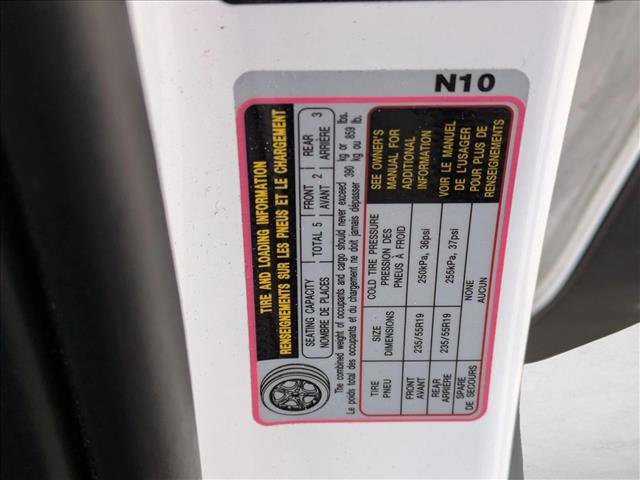 N10
TIRE AND LOADING INFORMATION
RENSEIGNEMENTS SUR LES PNEUS ET LE CHARGEMENT
SEATING CAPACITY TOTAL 5 FRONT 2 REAR 3
NOMBRE DE PLACES AVANT ARRIÈRE
The combined weight of occupants and cargo should never exceed 390 kg or 859 lbs.
Le poids total des occupants et du chargement ne doit jamais dépasser 390 kg ou 859 lb.
TIRE SIZE COLD TIRE PRESSURE
PNEU DIMENSIONS PRESSION DES
PNEUS À FROID
FRONT 235/55R19 250kPa, 36psi
AVANT
REAR 235/55R19 255kPa, 37psi
ARRIÈRE
SPARE NONE
DE SECOURS AUCUN
SEE OWNER'S
MANUAL FOR
ADDITIONAL
INFORMATION
VOIR LE MANUEL
DE L'USAGER
POUR PLUS DE
RENSEIGNEMENTS